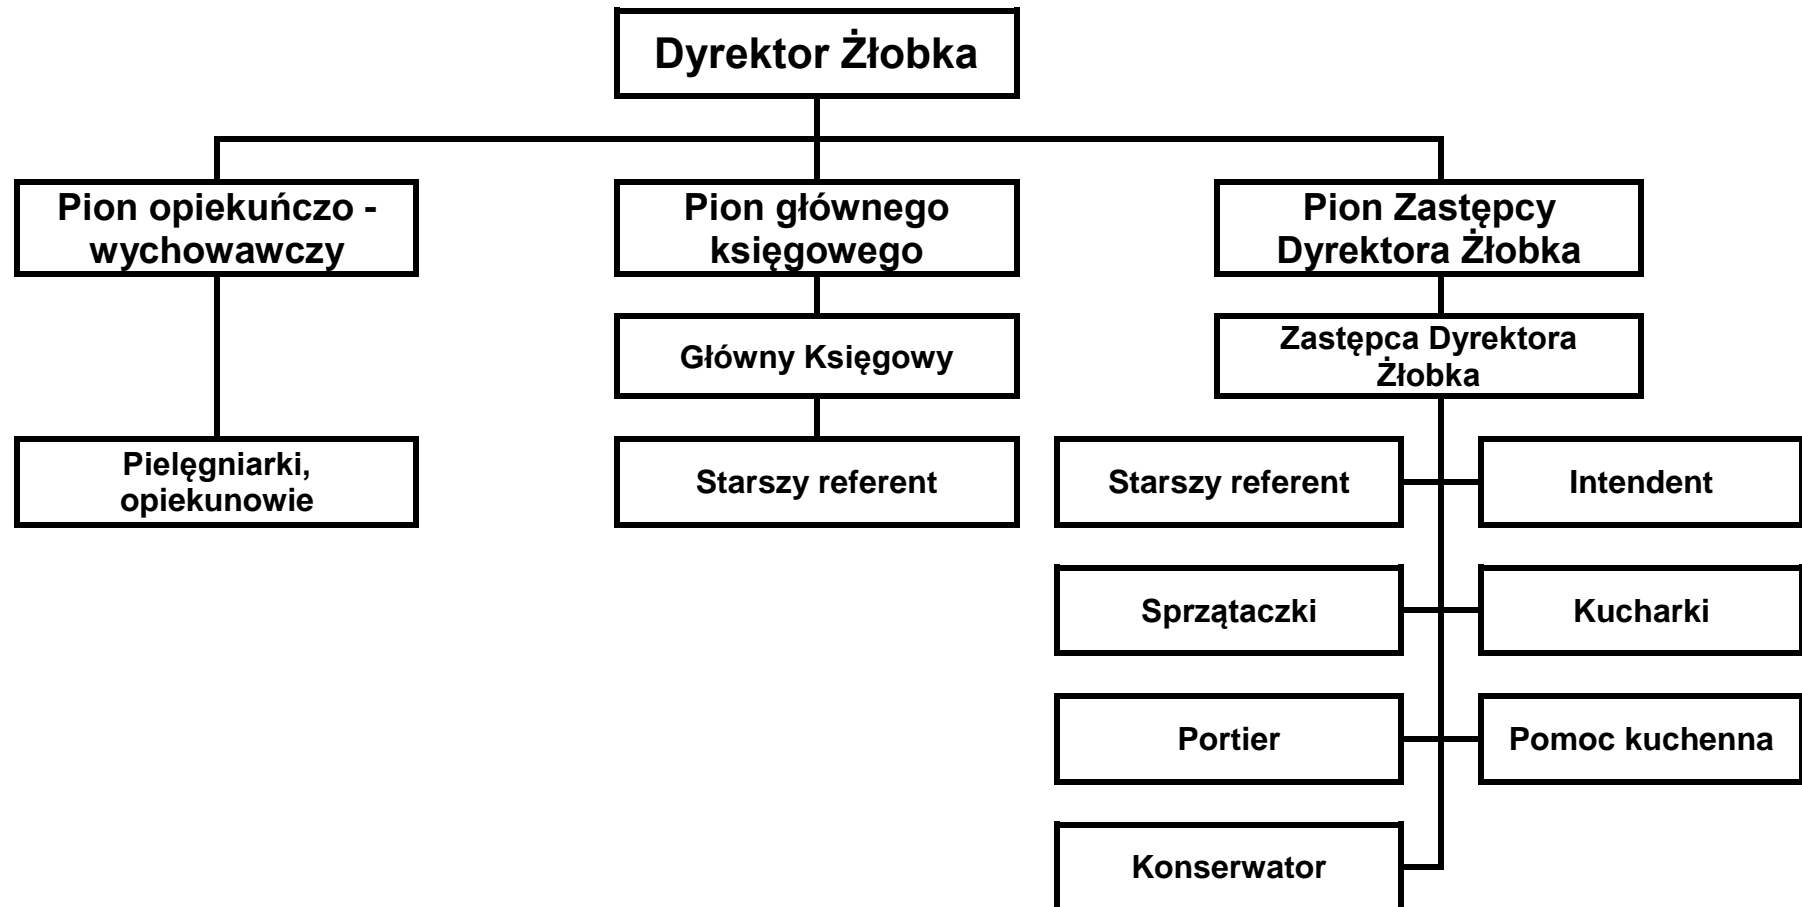 Dyrektor Żłobka
Pion opiekuńczo -
wychowawczy
Pion głównego
księgowego
Pion Zastępcy
Dyrektora Żłobka
Główny Księgowy
Zastępca Dyrektora
Żłobka
Pielęgniarki,
opiekunowie
Starszy referent
Starszy referent
Intendent
Sprzątaczki
Kucharki
Portier
Pomoc kuchenna
Konserwator